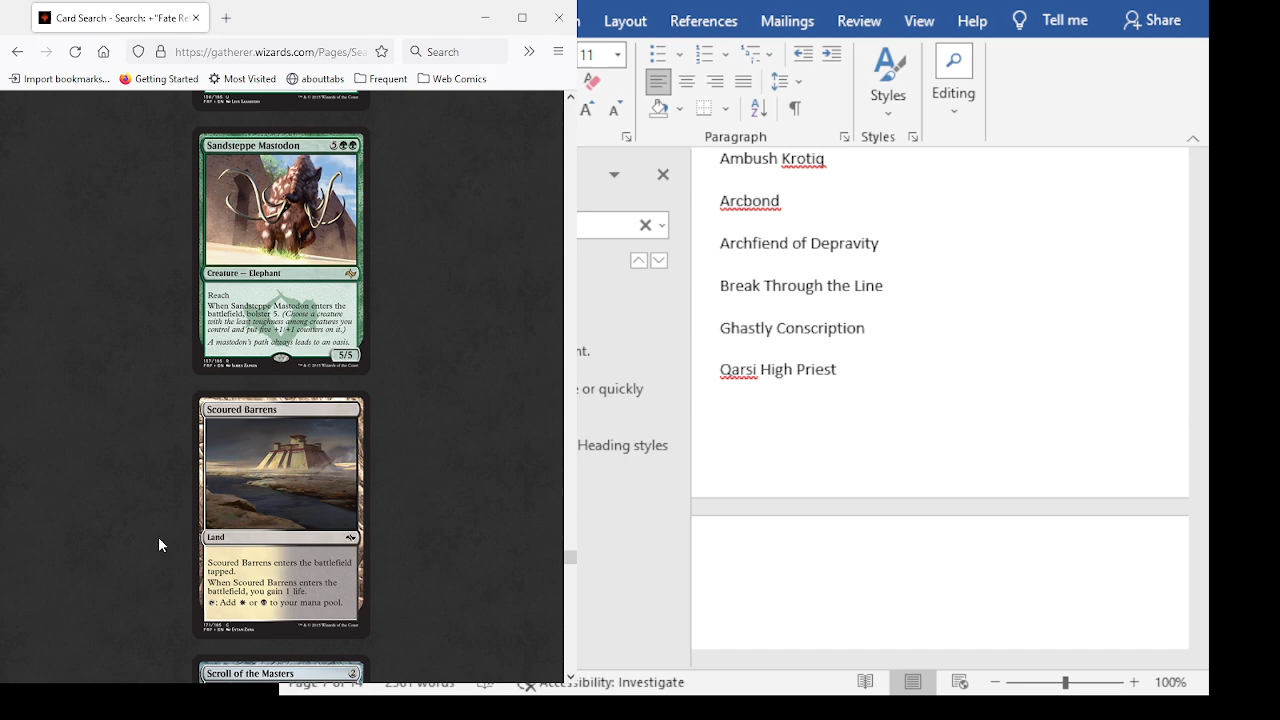 Card Search - Search: +"Fate Re
https://gatherer.wizards.com/Pages/Sea
Search
Import bookmarks...
Getting Started
Most Visited
abouttabs
Frequent
Web Comics
Sandsteppe Mastodon
5
Creature — Elephant
Reach
When Sandsteppe Mastodon enters the
battlefield, bolster 5. (Choose a creature
with the least toughness among creatures you
control and put five +1/+1 counters on it.)
A mastodon's path always leads to an oasis.
5/5
Scoured Barrens
Land
Scoured Barrens enters the battlefield
tapped.
When Scoured Barrens enters the
battlefield, you gain 1 life.
: Add or to your mana pool.
Scroll of the Masters
2
Layout
References
Mailings
Review
View
Help
Tell me
Share
11
Styles
Editing
Paragraph
Styles
nt.
e or quickly
Heading styles
Ambush Krotiq
Arcbond
Archfiend of Depravity
Break Through the Line
Ghastly Conscription
Qarsi High Priest
Accessibility: Investigate
100%